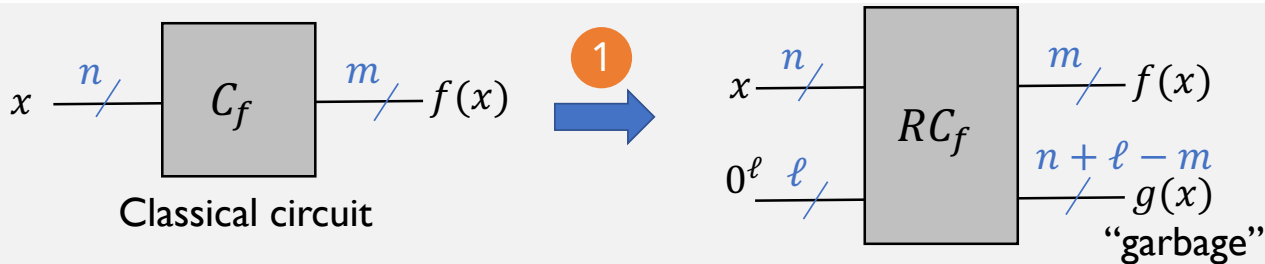 x n C_f m f(x)
Classical circuit
1
x n RC_f m f(x)
0^ℓ ℓ n + ℓ − m g(x)
“garbage”